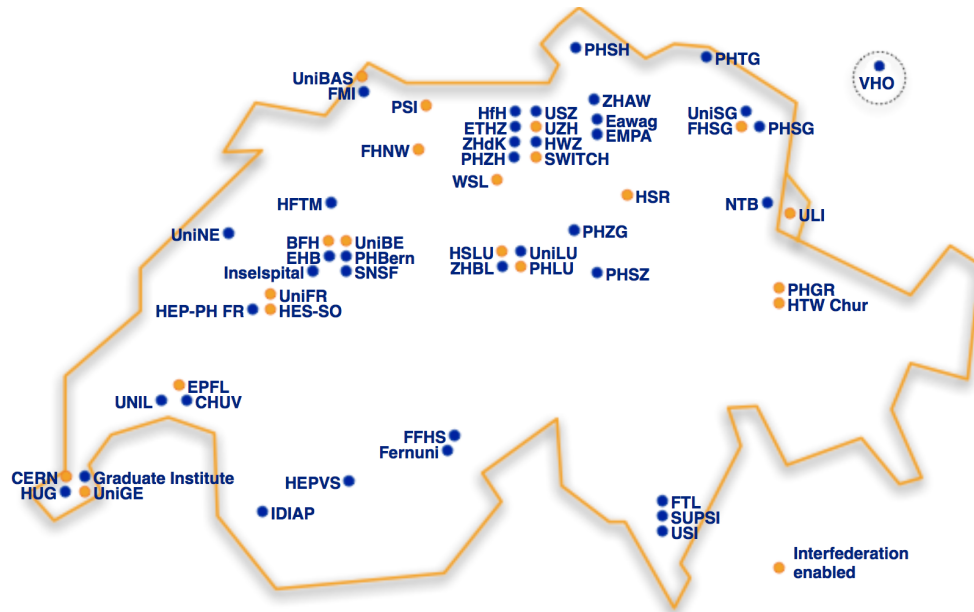 PHSH
PHTG
VHO
UniBAS
FMI
PSI
ZHAW
HfH
USZ
Eawag
UniSG
ETHZ
UZH
EMPA
FHSG
PHSG
ZHdK
HWZ
PHZH
SWITCH
FHNW
WSL
HSR
HFTM
NTB
ULI
UniNE
PHZG
BFH
UniBE
HSLU
UniLU
EHB
PHBern
ZHBL
PHLU
Inselspital
SNSF
PHSZ
UniFR
PHGR
HEP-PH FR
HES-SO
HTW Chur
EPFL
UNIL
CHUV
FFHS
Fernuni
CERN
Graduate Institute
HUG
UniGE
HEPVS
IDIAP
FTL
SUPSI
USI
Interfederation
enabled